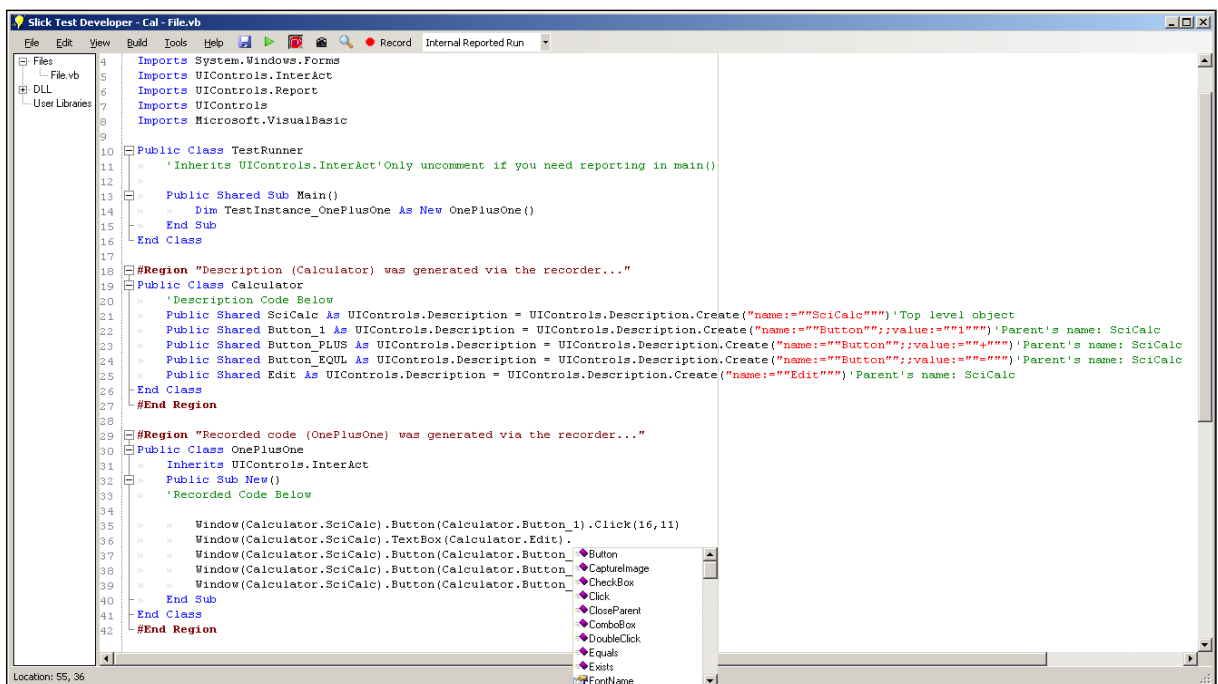 Slick Test Developer - Cal - File.vb
File Edit View Build Tools Help Record Internal Reported Run
Files
File.vb
DLL
User Libraries
4 Imports System.Windows.Forms
5 Imports UIControls.InterAct
6 Imports UIControls.Report
7 Imports UIControls
8 Imports Microsoft.VisualBasic
9
10 Public Class TestRunner
11 'Inherits UIControls.InterAct'Only uncomment if you need reporting in main()
12
13 Public Shared Sub Main()
14 Dim TestInstance_OnePlusOne As New OnePlusOne()
15 End Sub
16 End Class
17
18 #Region "Description (Calculator) was generated via the recorder..."
19 Public Class Calculator
20 'Description Code Below
21 Public Shared SciCalc As UIControls.Description = UIControls.Description.Create("name:=""SciCalc""")'Top level object
22 Public Shared Button_1 As UIControls.Description = UIControls.Description.Create("name:=""Button"";;value:=""1""")'Parent's name: SciCalc
23 Public Shared Button_PLUS As UIControls.Description = UIControls.Description.Create("name:=""Button"";;value:=""+""")'Parent's name: SciCalc
24 Public Shared Button_EQUL As UIControls.Description = UIControls.Description.Create("name:=""Button"";;value:=""=""")'Parent's name: SciCalc
25 Public Shared Edit As UIControls.Description = UIControls.Description.Create("name:=""Edit""")'Parent's name: SciCalc
26 End Class
27 #End Region
28
29 #Region "Recorded code (OnePlusOne) was generated via the recorder..."
30 Public Class OnePlusOne
31 Inherits UIControls.InterAct
32 Public Sub New()
33 'Recorded Code Below
34
35 Window(Calculator.SciCalc).Button(Calculator.Button_1).Click(16,11)
36 Window(Calculator.SciCalc).TextBox(Calculator.Edit).
37 Window(Calculator.SciCalc).Button(Calculator.Button_
38 Window(Calculator.SciCalc).Button(Calculator.Button_
39 Window(Calculator.SciCalc).Button(Calculator.Button_
40 End Sub
41 End Class
42 #End Region
Button
CaptureImage
CheckBox
Click
CloseParent
ComboBox
DoubleClick
Equals
Exists
FontName
Location: 55, 36